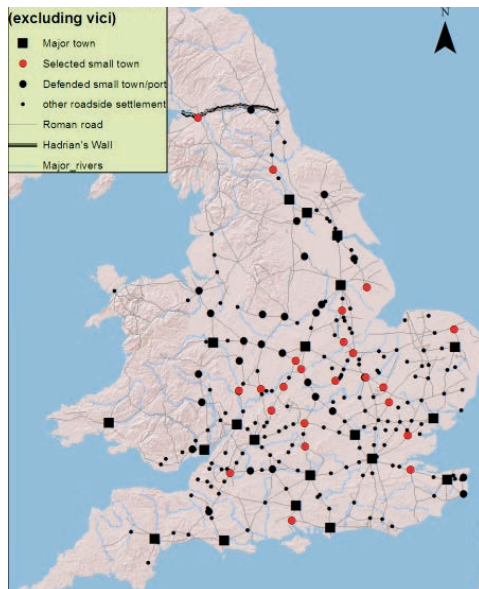 (excluding vici)
N
Major town
Selected small town
Defended small town/port
other roadside settlement
Roman road
Hadrian's Wall
Major_rivers